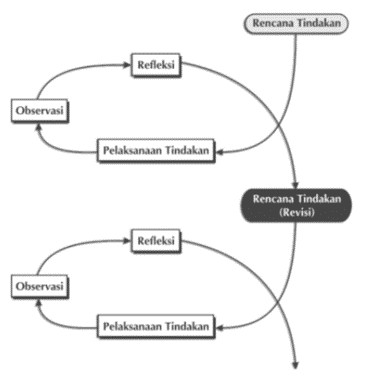 Rencana Tindakan
Refleksi
Observasi
Pelaksanaan Tindakan
Rencana Tindakan
(Revisi)
Refleksi
Observasi
Pelaksanaan Tindakan